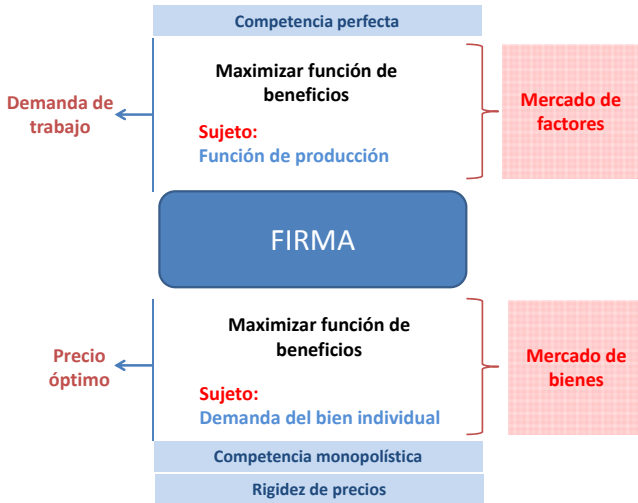 Competencia perfecta
Maximizar función de
beneficios
Demanda de
trabajo
Sujeto:
Función de producción
Mercado de
factores
FIRMA
Maximizar función de
beneficios
Precio
óptimo
Sujeto:
Demanda del bien individual
Mercado de
bienes
Competencia monopolística
Rigidez de precios